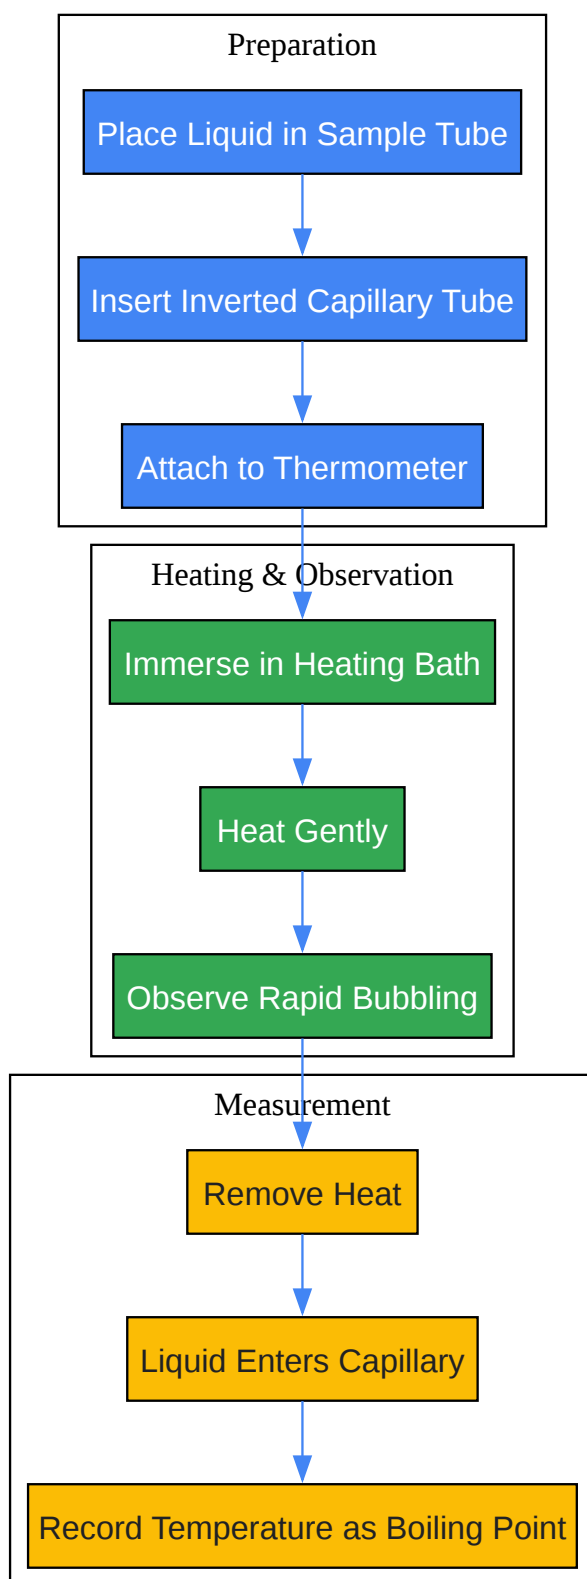 Preparation
Place Liquid in Sample Tube
Insert Inverted Capillary Tube
Attach to Thermometer
Heating & Observation
Immerse in Heating Bath
Heat Gently
Observe Rapid Bubbling
Measurement
Remove Heat
Liquid Enters Capillary
Record Temperature as Boiling Point